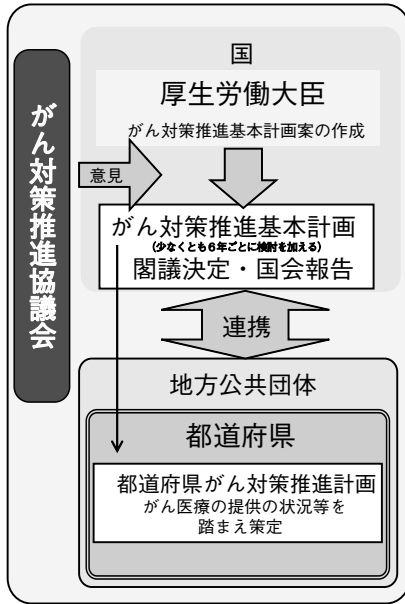 がん対策推進協議会
国
厚生労働大臣
がん対策推進基本計画案の作成
意見
がん対策推進基本計画
(少なくとも6年ごとに検討を加える)
閣議決定・国会報告
連携
地方公共団体
都道府県
都道府県がん対策推進計画
がん医療の提供の状況等を
踏まえ策定